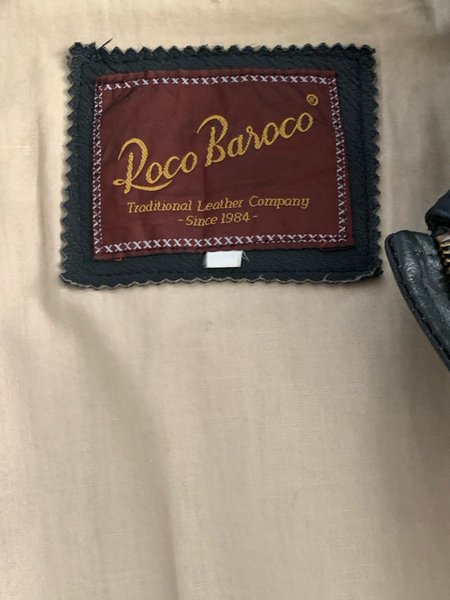 Roco Baroco®
Traditional Leather Company
- Since 1984 -